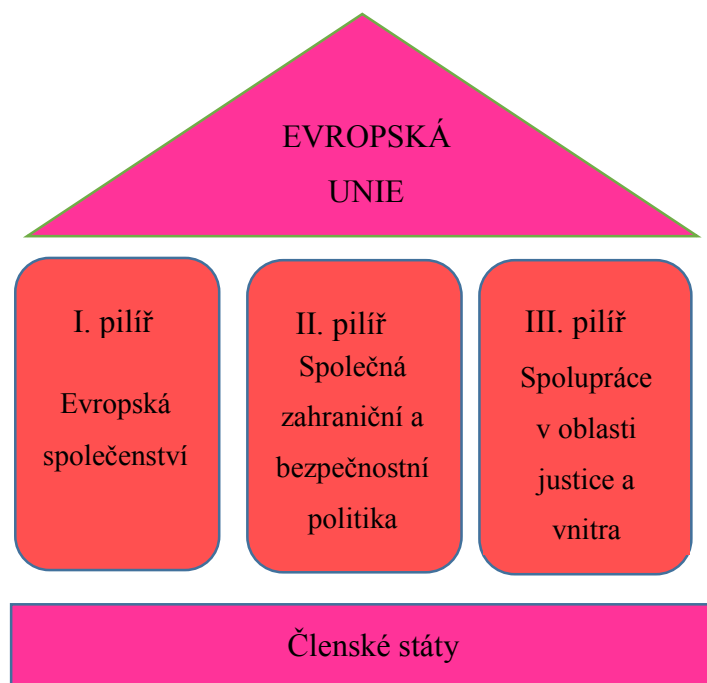 EVROPSKÁ
UNIE
I. pilíř
Evropská
společenství
II. pilíř
Společná
zahraniční a
bezpečnostní
politika
III. pilíř
Spolupráce
v oblasti
justice a
vnitra
Členské státy